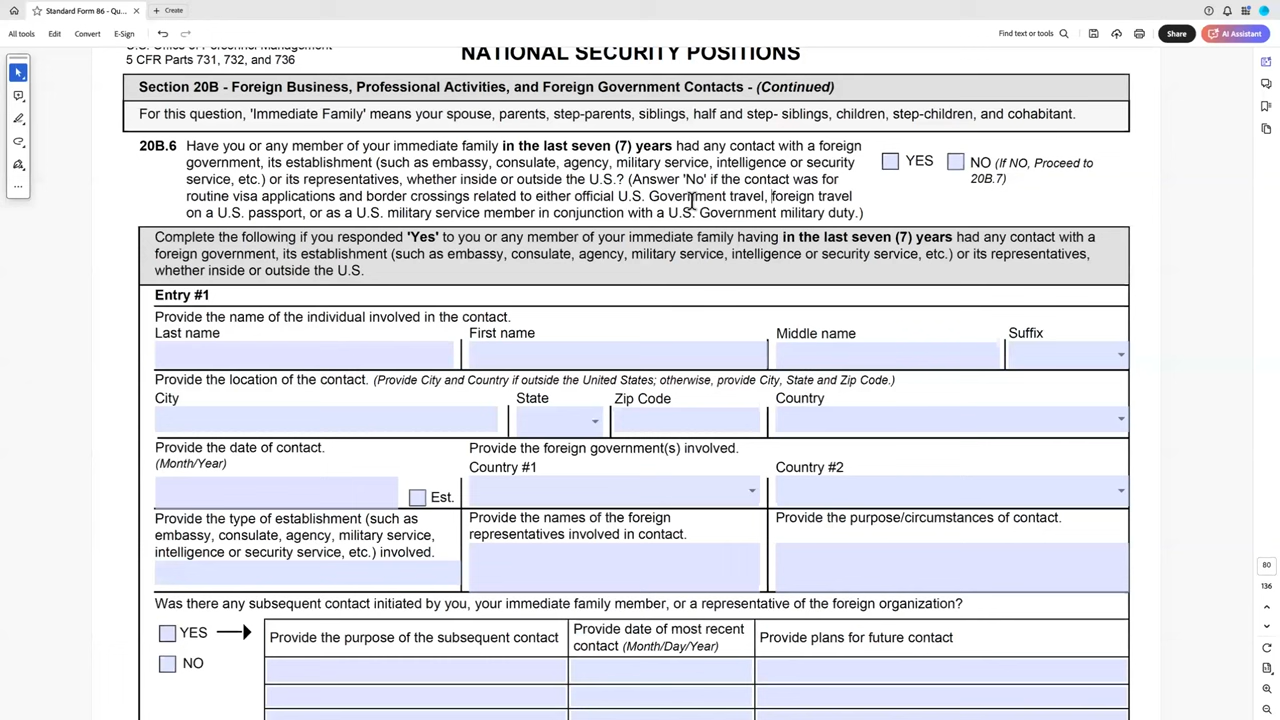 Standard Form 86 - Qu...
Create
All tools
Edit
Convert
E-Sign
Find text or tools
Share
AI Assistant
5 CFR Parts 731, 732, and 736
NATIONAL SECURITY POSITIONS
Section 20B - Foreign Business, Professional Activities, and Foreign Government Contacts - (Continued)
For this question, 'Immediate Family' means your spouse, parents, step-parents, siblings, half and step- siblings, children, step-children, and cohabitant.
20B.6 Have you or any member of your immediate family in the last seven (7) years had any contact with a foreign
government, its establishment (such as embassy, consulate, agency, military service, intelligence or security
service, etc.) or its representatives, whether inside or outside the U.S.? (Answer 'No' if the contact was for
routine visa applications and border crossings related to either official U.S. Government travel, foreign travel
on a U.S. passport, or as a U.S. military service member in conjunction with a U.S. Government military duty.)
YES
NO (If NO, Proceed to
20B.7)
Complete the following if you responded 'Yes' to you or any member of your immediate family having in the last seven (7) years had any contact with a
foreign government, its establishment (such as embassy, consulate, agency, military service, intelligence or security service, etc.) or its representatives,
whether inside or outside the U.S.
Entry #1
Provide the name of the individual involved in the contact.
Last name
First name
Middle name
Suffix
Provide the location of the contact. (Provide City and Country if outside the United States; otherwise, provide City, State and Zip Code.)
City
State
Zip Code
Country
Provide the date of contact.
(Month/Year)
Est.
Provide the foreign government(s) involved.
Country #1
Country #2
Provide the type of establishment (such as
embassy, consulate, agency, military service,
intelligence or security service, etc.) involved.
Provide the names of the foreign
representatives involved in contact.
Provide the purpose/circumstances of contact.
Was there any subsequent contact initiated by you, your immediate family member, or a representative of the foreign organization?
YES
NO
Provide the purpose of the subsequent contact
Provide date of most recent
contact (Month/Day/Year)
Provide plans for future contact
80
136